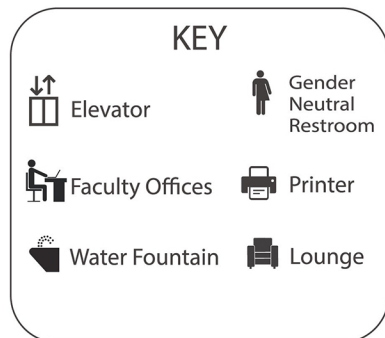 KEY
Elevator
Gender
Neutral
Restroom
Faculty Offices
Printer
Water Fountain
Lounge